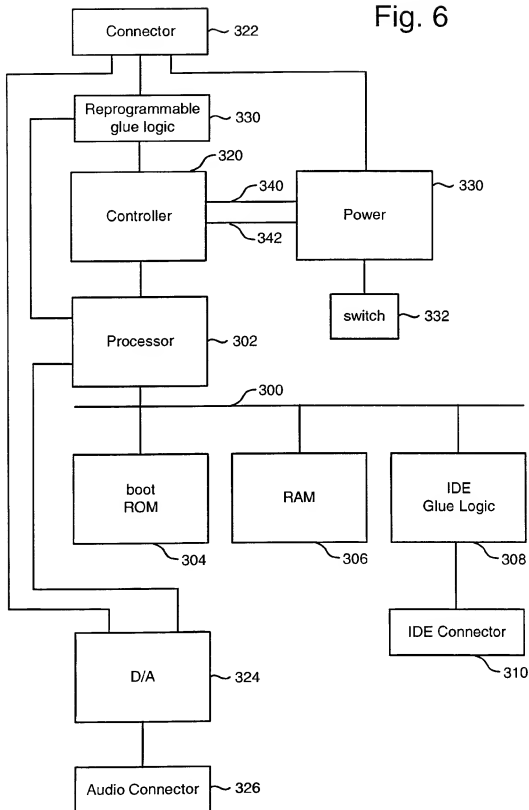 Fig. 6
Connector
322
Reprogrammable
glue logic
330
320
Controller
340
342
Power
330
switch
332
Processor
302
300
boot
ROM
304
RAM
306
IDE
Glue Logic
308
IDE Connector
310
D/A
324
Audio Connector
326